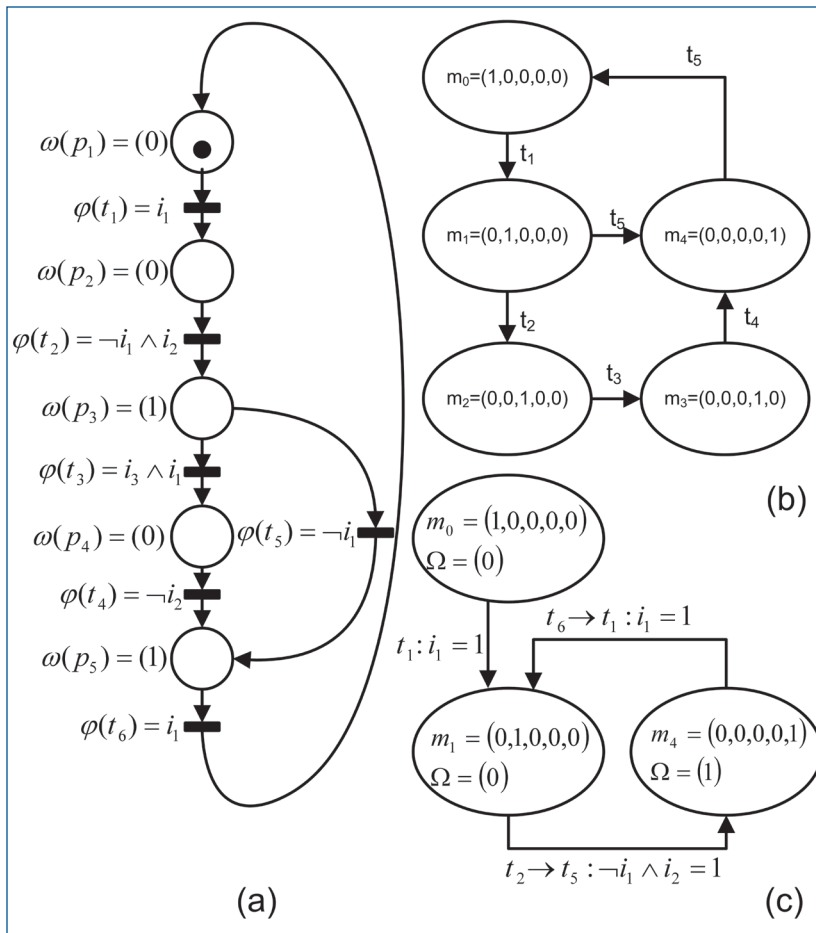 ω(p₁) = (0)
φ(t₁) = i₁
ω(p₂) = (0)
φ(t₂) = ¬i₁ ∧ i₂
ω(p₃) = (1)
φ(t₃) = i₃ ∧ i₁
ω(p₄) = (0)
φ(t₅) = ¬i₁
φ(t₄) = ¬i₂
ω(p₅) = (1)
φ(t₆) = i₁
(a)
m₀=(1,0,0,0,0)
t₅
t₁
m₁=(0,1,0,0,0)
t₅
m₄=(0,0,0,0,1)
t₂
t₄
m₂=(0,0,1,0,0)
t₃
m₃=(0,0,0,1,0)
(b)
m₀ = (1,0,0,0,0)
Ω = (0)
t₁ : i₁ = 1
t₆ → t₁ : i₁ = 1
m₁ = (0,1,0,0,0)
Ω = (0)
m₄ = (0,0,0,0,1)
Ω = (1)
t₂ → t₅ : ¬i₁ ∧ i₂ = 1
(c)